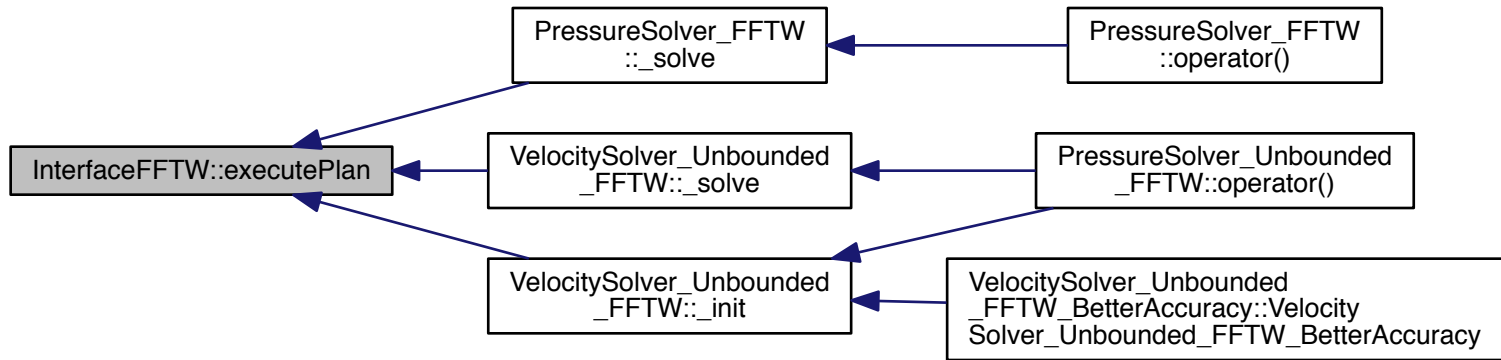 PressureSolver_FFTW
::_solve
PressureSolver_FFTW
::operator()
InterfaceFFTW::executePlan
VelocitySolver_Unbounded
_FFTW::_solve
PressureSolver_Unbounded
_FFTW::operator()
VelocitySolver_Unbounded
_FFTW::_init
VelocitySolver_Unbounded
_FFTW_BetterAccuracy::Velocity
Solver_Unbounded_FFTW_BetterAccuracy